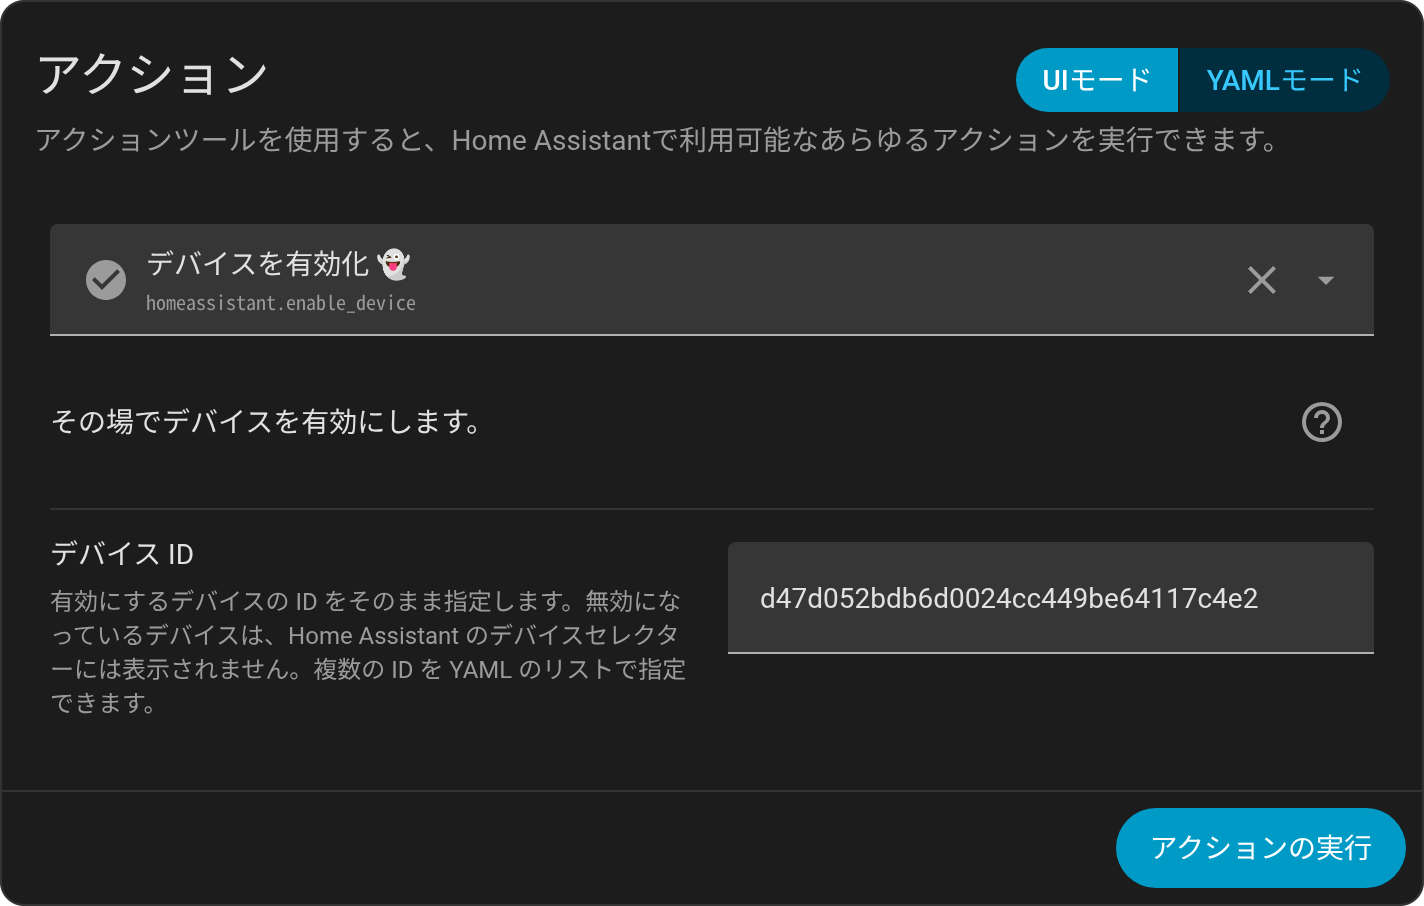 アクション
UIモード
YAMLモード
アクションツールを使用すると、Home Assistantで利用可能なあらゆるアクションを実行できます。
デバイスを有効化 👻
homeassistant.enable_device
その場でデバイスを有効にします。
デバイス ID
有効にするデバイスの ID をそのまま指定します。無効にな
っているデバイスは、Home Assistant のデバイスセレクタ
ーには表示されません。複数の ID を YAML のリストで指定
できます。
d47d052bdb6d0024cc449be64117c4e2
アクションの実行